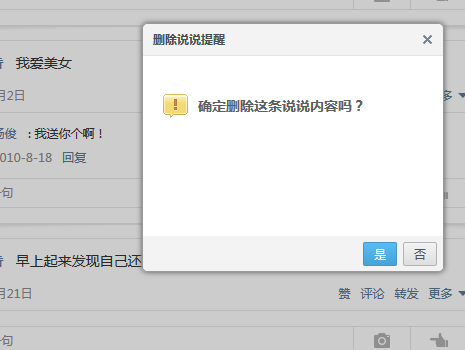 删除说说提醒
我爱美女
月2日
多
确定删除这条说说内容吗？
杨俊 : 我送你个啊！
010-8-18 回复
句
是 否
早上起来发现自己还
月21日 赞 评论 转发 更多
句